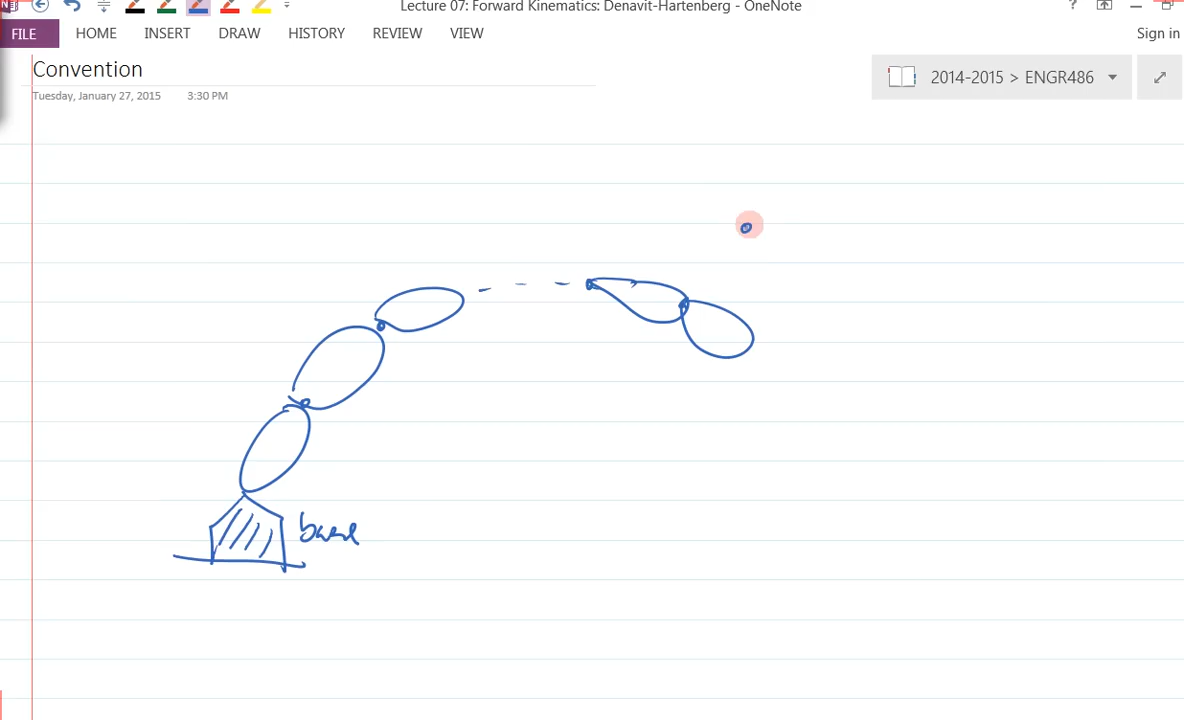 Lecture 07: Forward Kinematics: Denavit-Hartenberg - OneNote
?
FILE HOME INSERT DRAW HISTORY REVIEW VIEW
Sign in
Convention
2014-2015 > ENGR486
Tuesday, January 27, 2015 3:30 PM
base